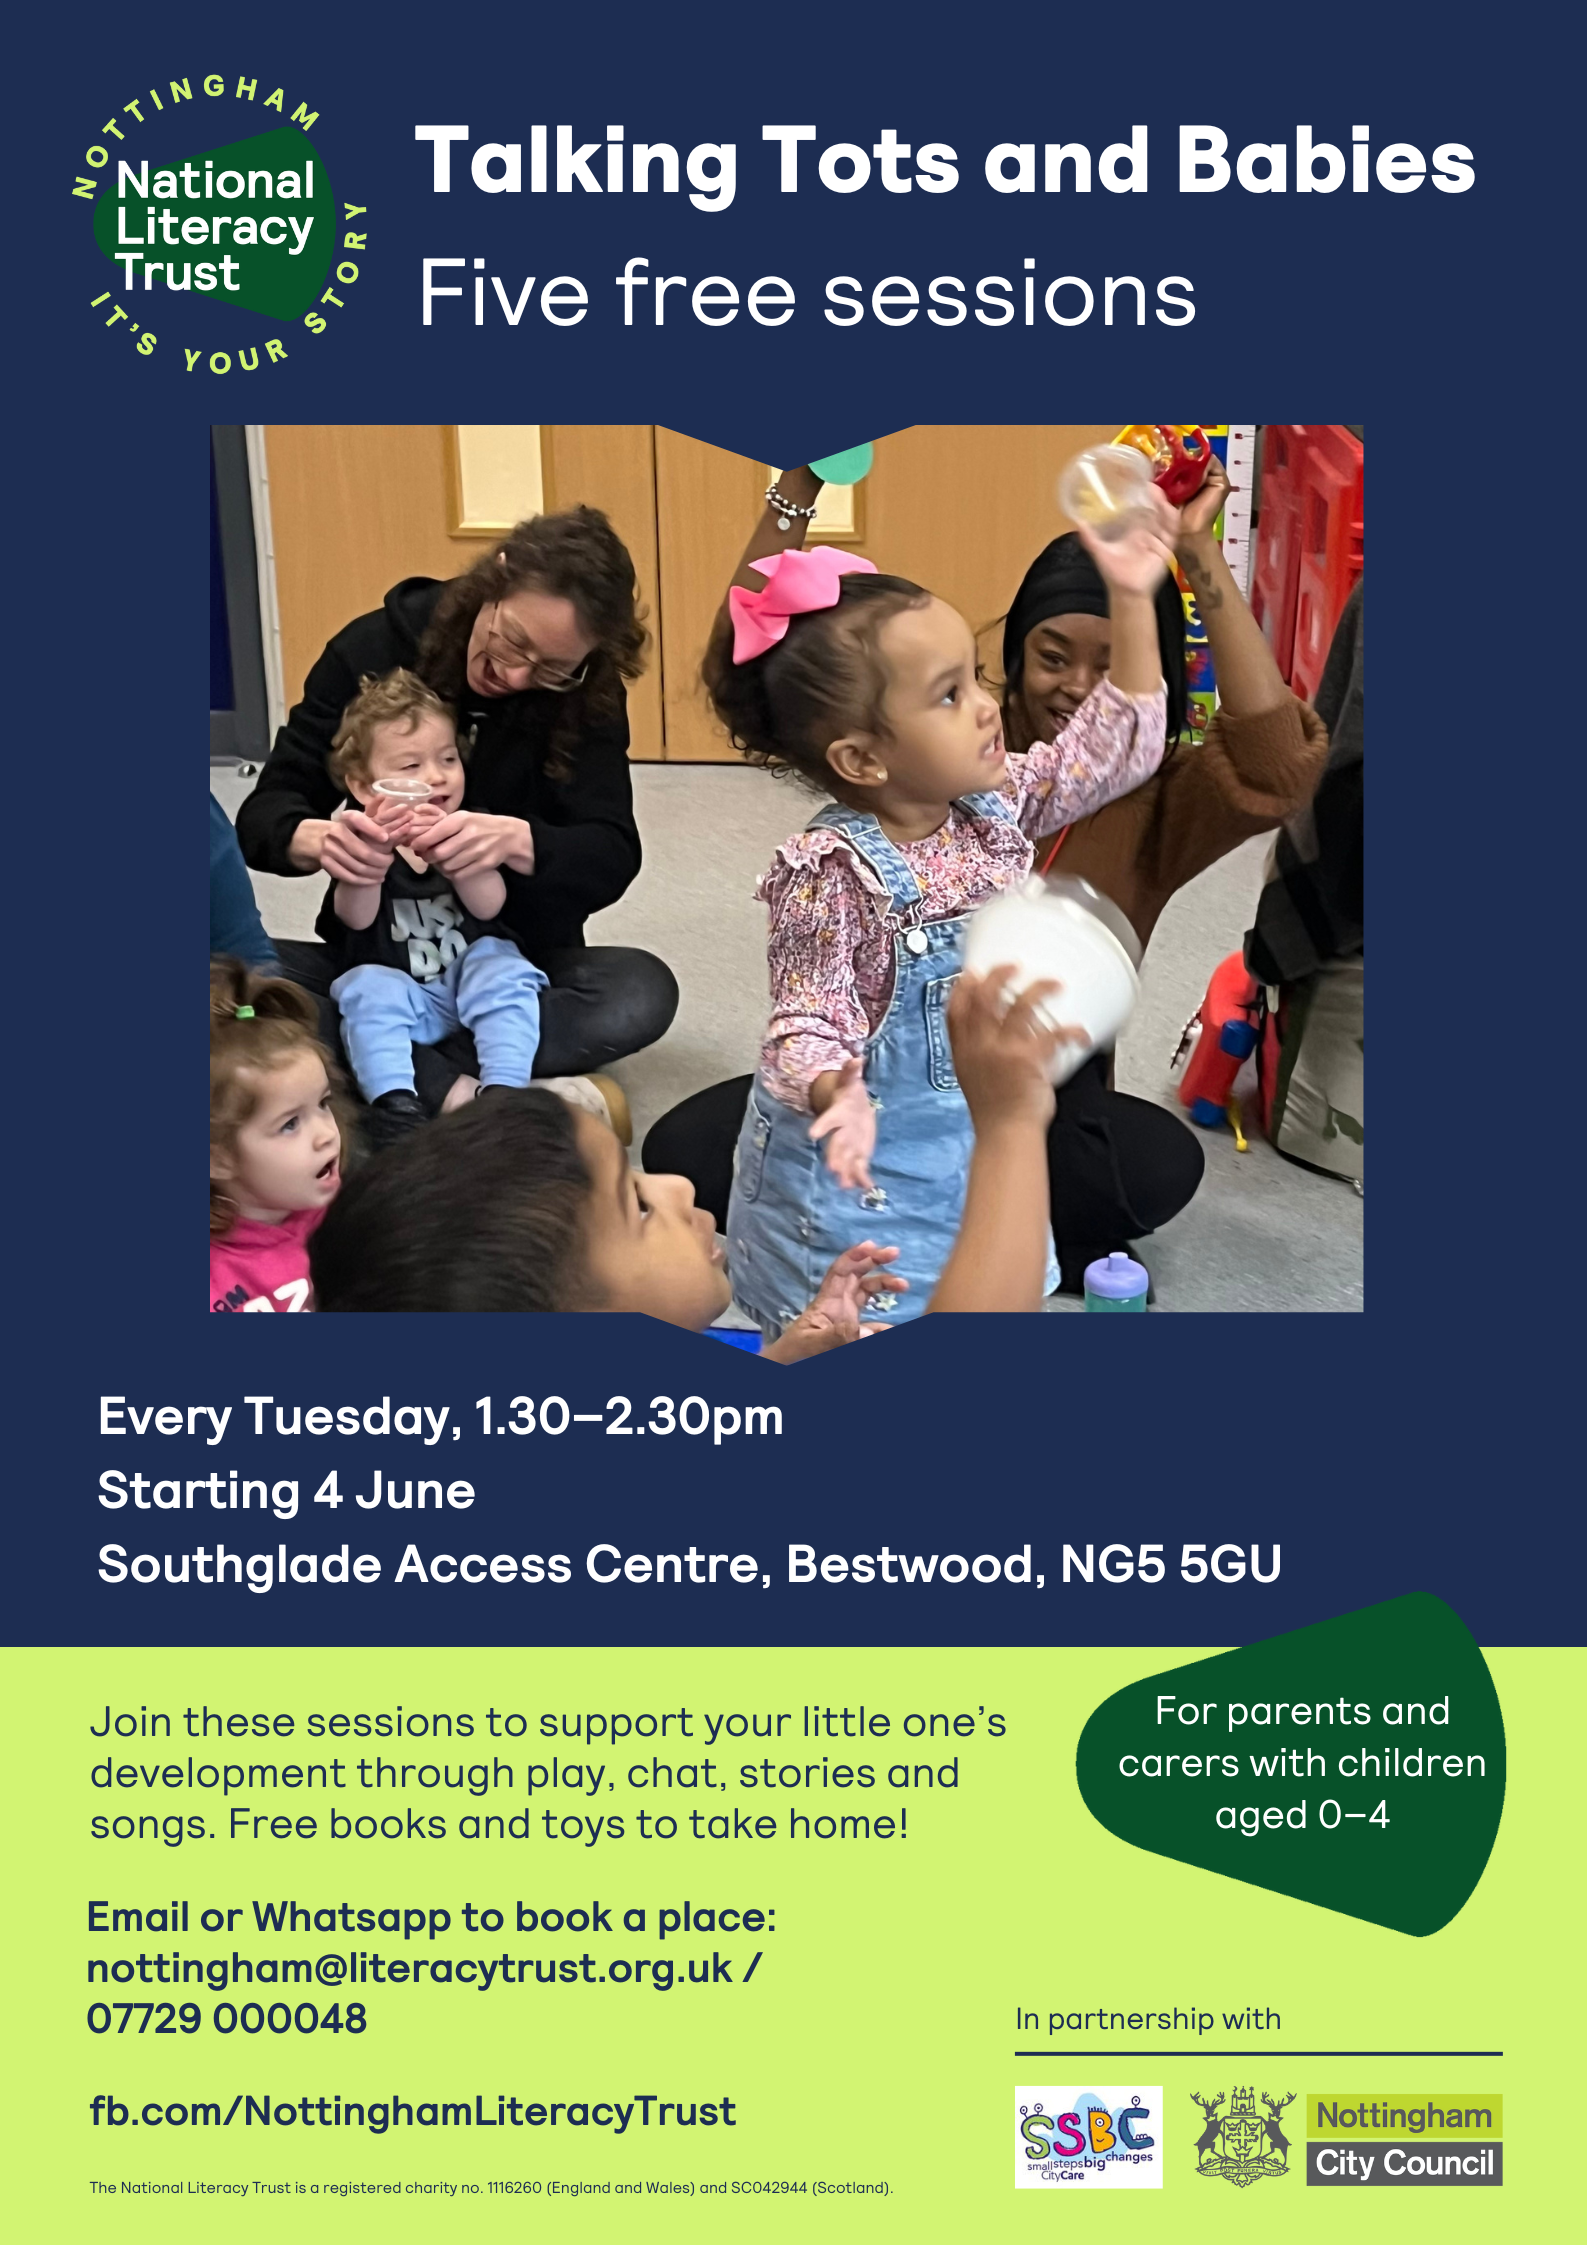 NOTTINGHAM
National
Literacy
Trust
IT'S YOUR STORY
Talking Tots and Babies
Five free sessions
JUS
DO
Every Tuesday, 1.30–2.30pm
Starting 4 June
Southglade Access Centre, Bestwood, NG5 5GU
Join these sessions to support your little one's
development through play, chat, stories and
songs. Free books and toys to take home!
For parents and
carers with children
aged 0–4
Email or Whatsapp to book a place:
nottingham@literacytrust.org.uk /
07729 000048
fb.com/NottinghamLiteracyTrust
The National Literacy Trust is a registered charity no. 1116260 (England and Wales) and SC042944 (Scotland).
In partnership with
SSBC
smallstepsbigchanges
CityCare
Nottingham
City Council